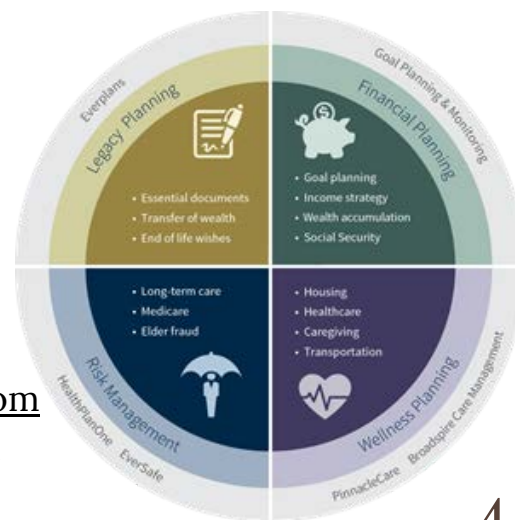 Everplans
Legacy Planning
• Essential documents
• Transfer of wealth
• End of life wishes
Goal Planning & Monitoring
Financial Planning
$
• Goal planning
• Income strategy
• Wealth accumulation
• Social Security
• Long-term care
• Medicare
• Elder fraud
Risk Management
HealthPlanOne EverSafe
• Housing
• Healthcare
• Caregiving
• Transportation
Wellness Planning
PinnacleCare Broadspire Care Management
om
4